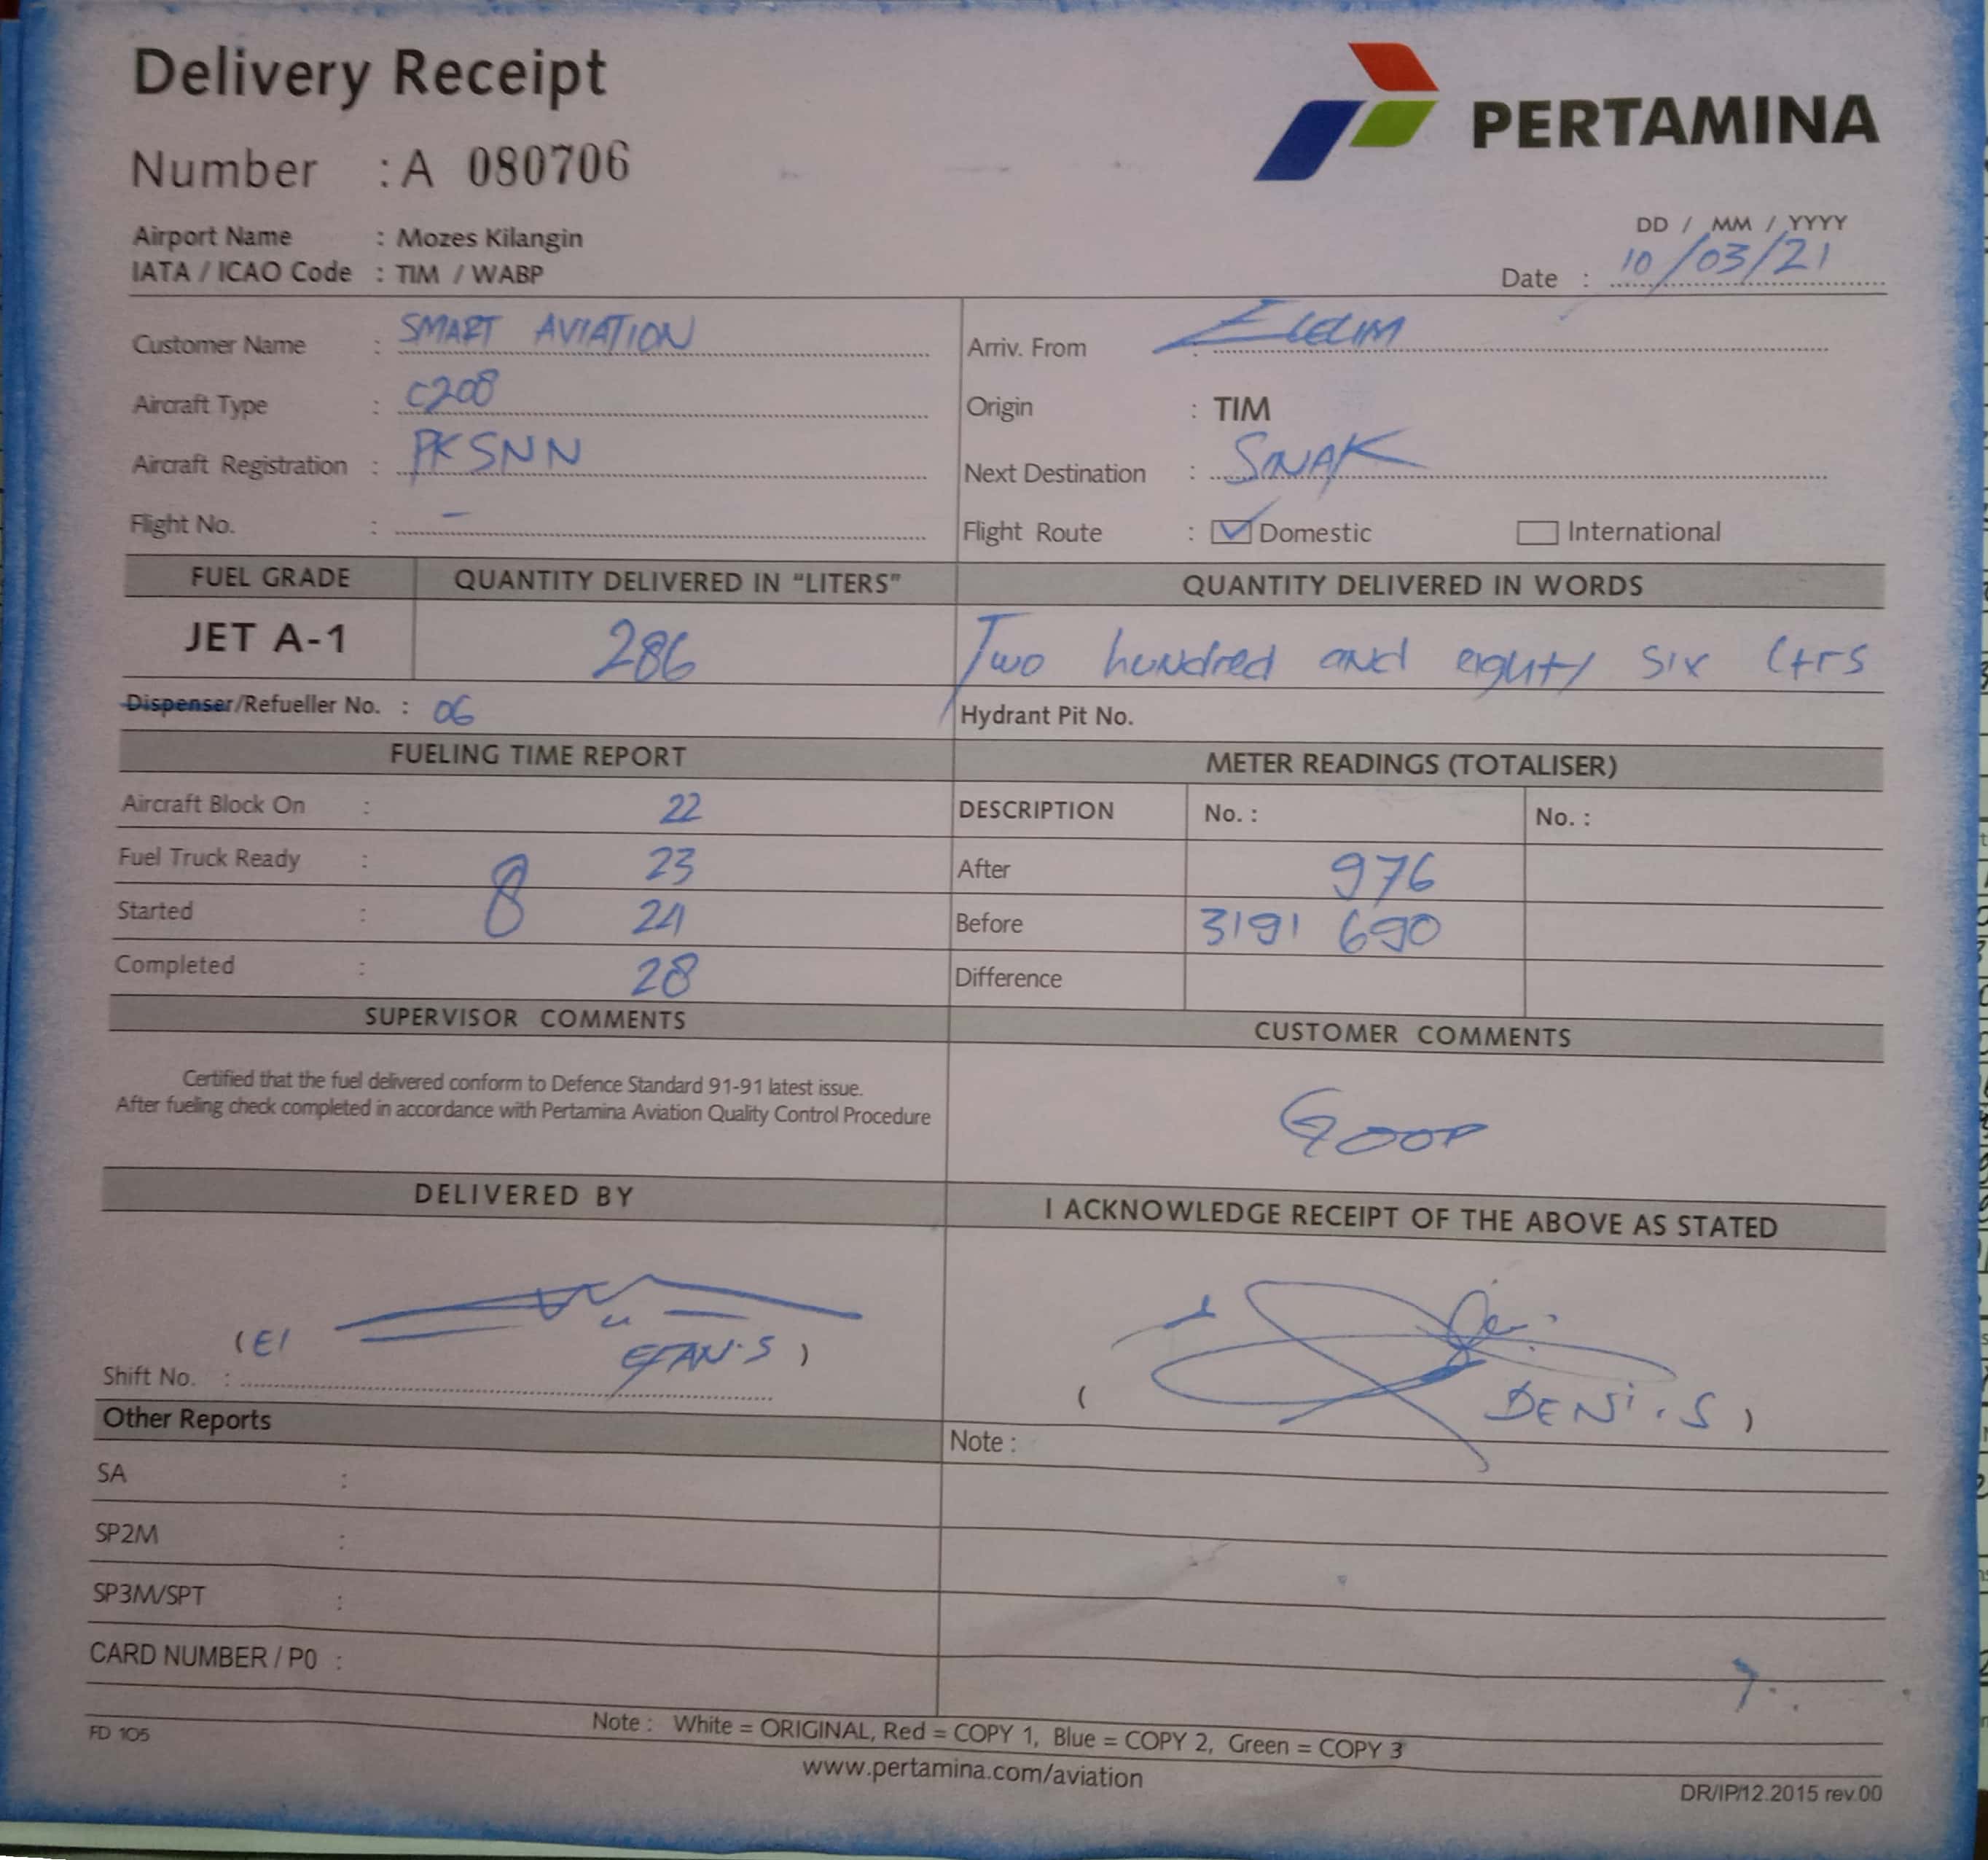 Delivery Receipt
PERTAMINA
Number : A 080706
Airport Name : Mozes Kilangin
IATA / ICAO Code : TIM / WABP
DD / MM / YYYY
Date : 10/03/21
Customer Name : SMART AVIATION
Arriv. From : ELELIM
Aircraft Type : C208
Origin : TIM
Aircraft Registration : PKSNN
Next Destination : SINAK
Flight No. : -
Flight Route : Domestic International
FUEL GRADE QUANTITY DELIVERED IN "LITERS" QUANTITY DELIVERED IN WORDS
JET A-1 286 Two hundred and eighty six Ltrs
Dispenser/Refueller No. : 06 Hydrant Pit No.
FUELING TIME REPORT METER READINGS (TOTALISER)
Aircraft Block On : 22 DESCRIPTION No. : No. :
Fuel Truck Ready : 23 After 976
Started : 8 24 Before 3191 690
Completed : 28 Difference
SUPERVISOR COMMENTS CUSTOMER COMMENTS
Certified that the fuel delivered conform to Defence Standard 91-91 latest issue.
After fueling check completed in accordance with Pertamina Aviation Quality Control Procedure
GOOD
DELIVERED BY I ACKNOWLEDGE RECEIPT OF THE ABOVE AS STATED
( EFAN.S )
Shift No. :
( DENI.S )
Other Reports Note :
SA :
SP2M :
SP3M/SPT :
CARD NUMBER / P0 :
FD 105
Note : White = ORIGINAL, Red = COPY 1, Blue = COPY 2, Green = COPY 3
www.pertamina.com/aviation
DR/IP/12.2015 rev.00